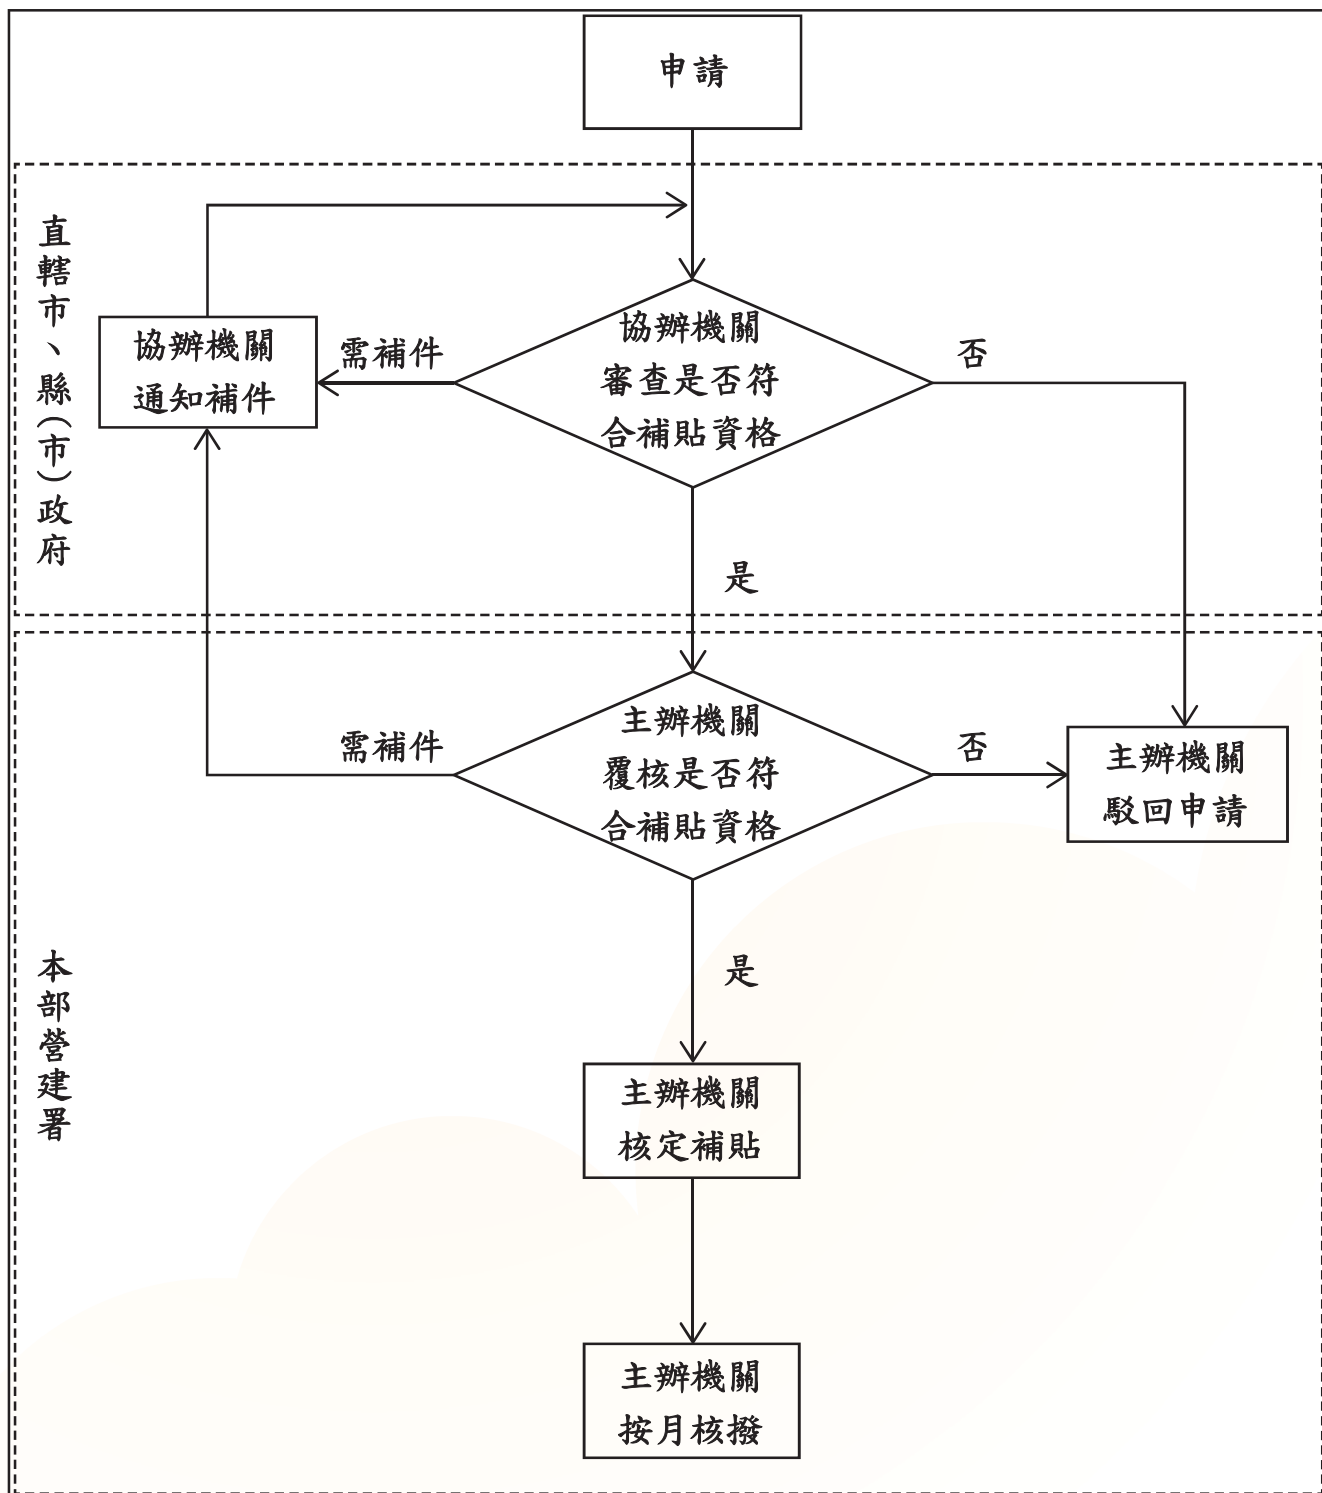 申請
直轄市、縣(市)政府
協辦機關
審查是否符
合補貼資格
需補件
否
協辦機關
通知補件
是
本部營建署
主辦機關
覆核是否符
合補貼資格
需補件
否
主辦機關
駁回申請
是
主辦機關
核定補貼
主辦機關
按月核撥